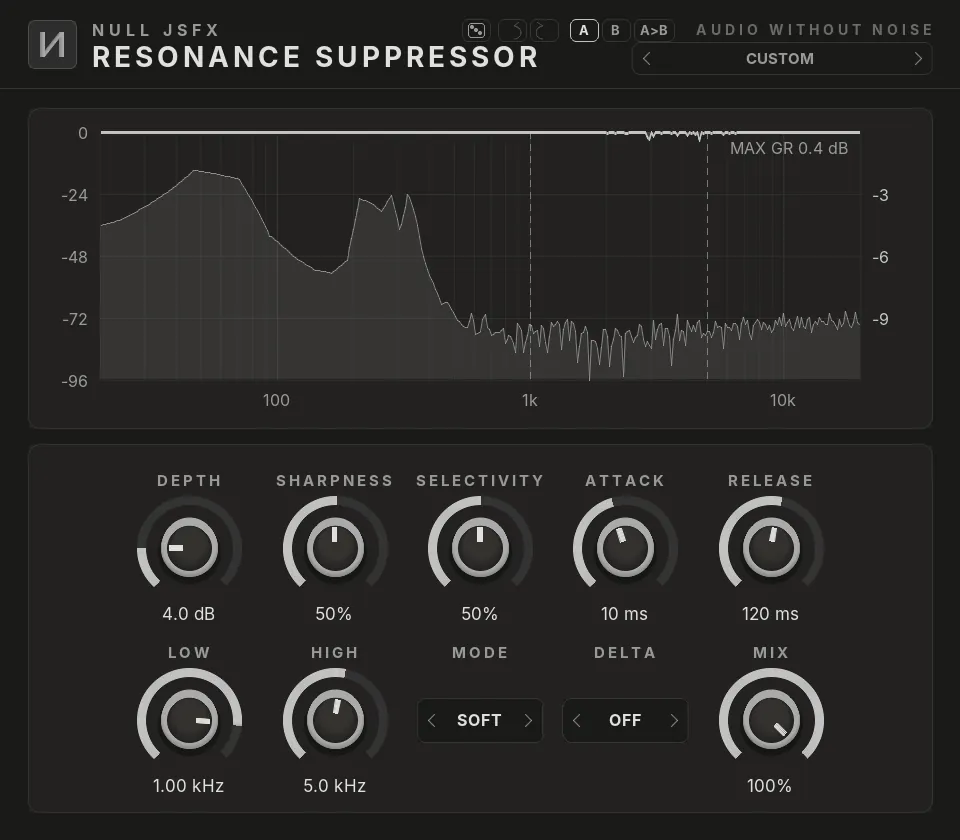 NULL JSFX
RESONANCE SUPPRESSOR
A B A>B
AUDIO WITHOUT NOISE
CUSTOM
0
MAX GR 0.4 dB
-24 -3
-48 -6
-72 -9
-96
100 1k 10k
DEPTH SHARPNESS SELECTIVITY ATTACK RELEASE
4.0 dB 50% 50% 10 ms 120 ms
LOW HIGH MODE DELTA MIX
SOFT OFF
1.00 kHz 5.0 kHz 100%